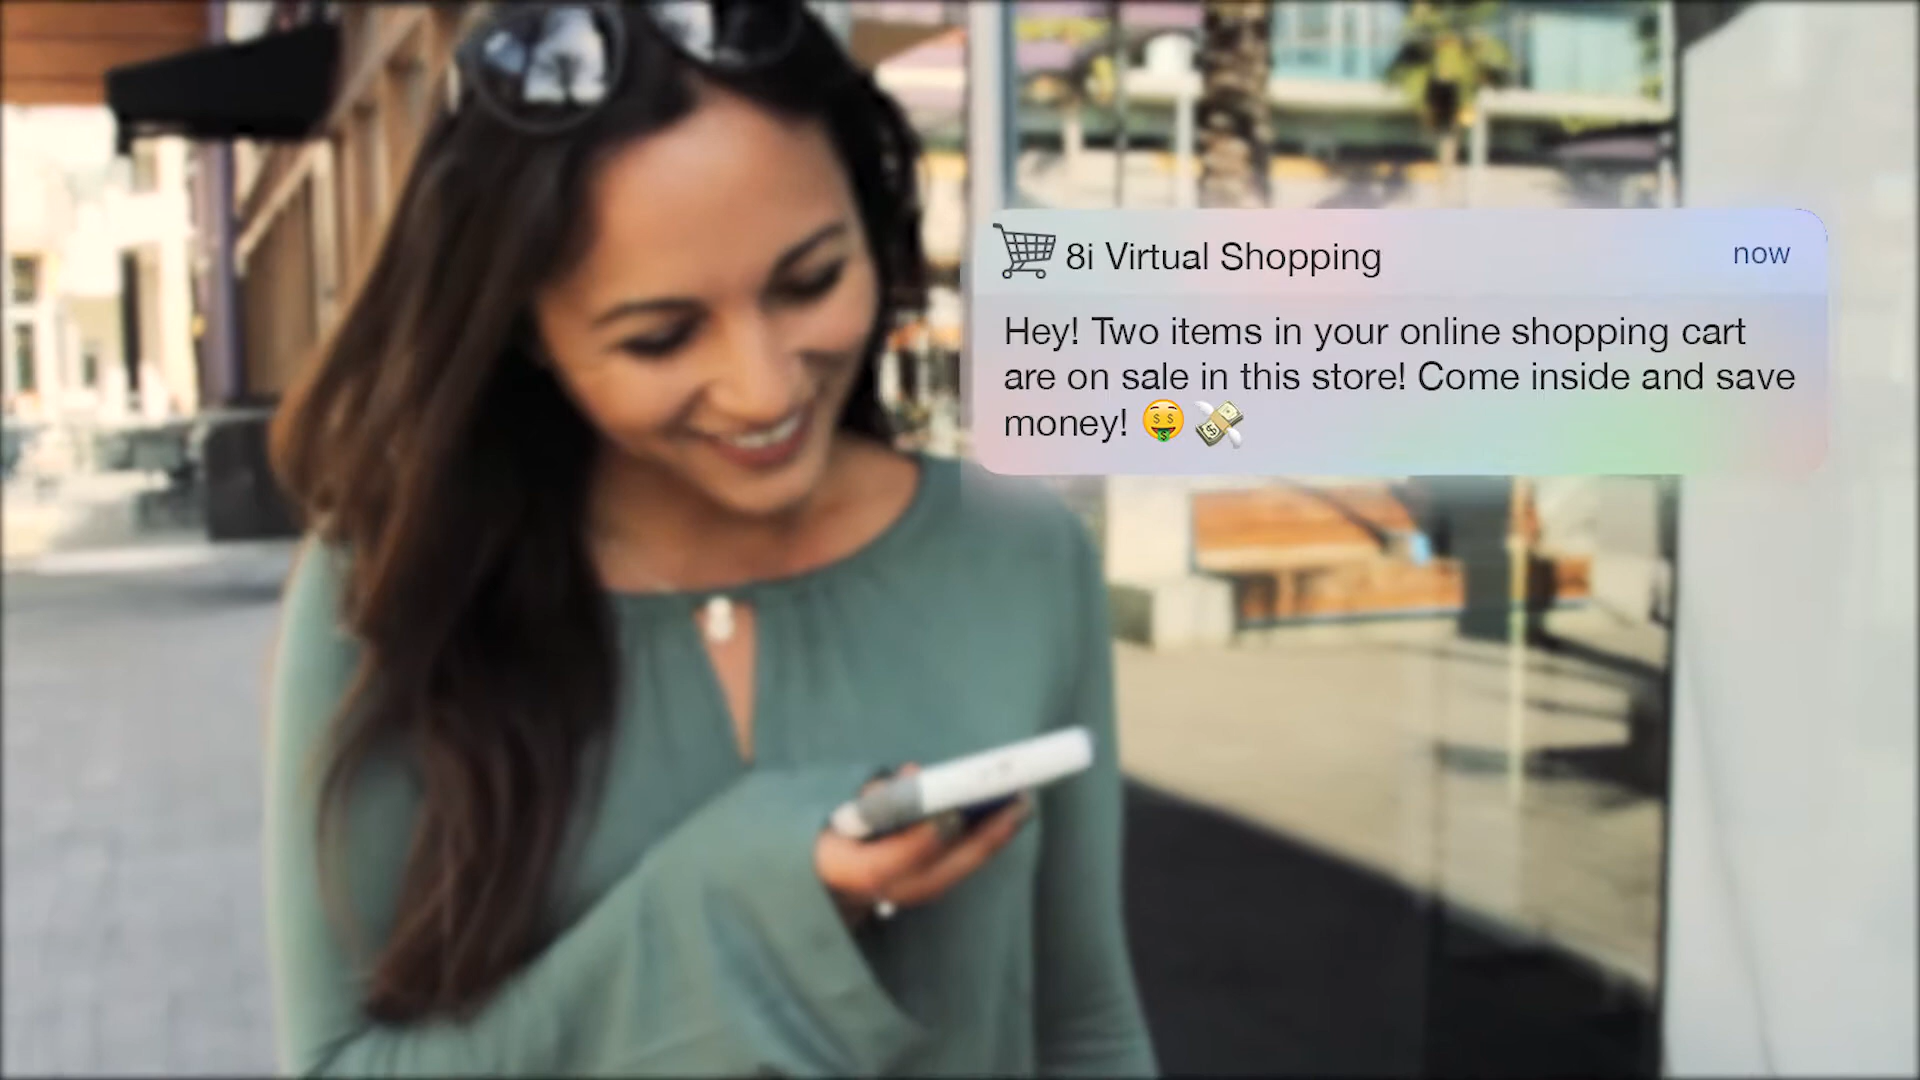 8i Virtual Shopping
now
Hey! Two items in your online shopping cart
are on sale in this store! Come inside and save
money! 🤑 💸